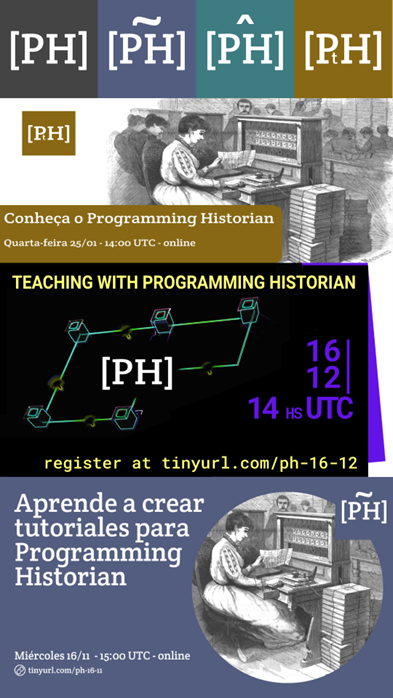 [PH]
[P̃H]
[P̂H]
[PtH]
[PtH]
Conheça o Programming Historian
Quarta-feira 25/01 - 14:00 UTC - online
TEACHING WITH PROGRAMMING HISTORIAN
[PH]
16
12
14 HS UTC
register at tinyurl.com/ph-16-12
Aprende a crear
tutoriales para
Programming
Historian
[P̃H]
Miércoles 16/11 - 15:00 UTC - online
tinyurl.com/ph-16-11